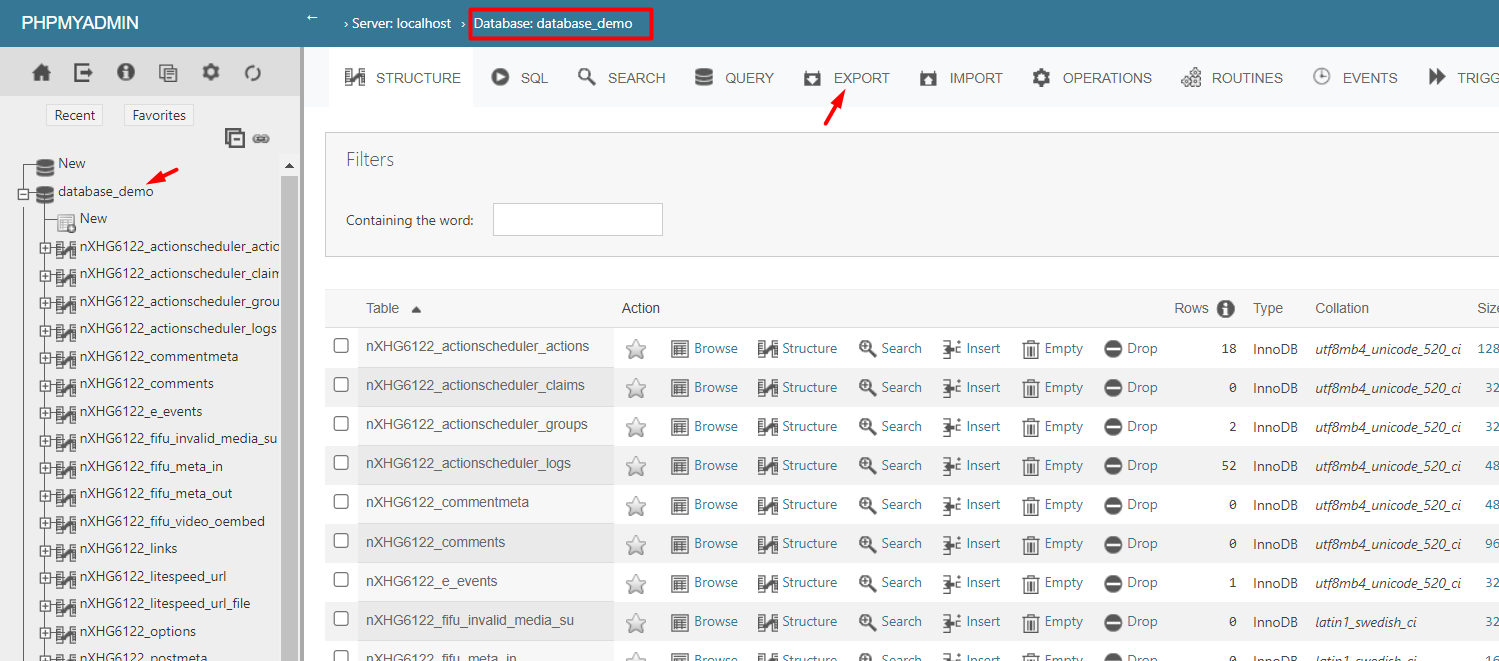 PHPMYADMIN
← › Server: localhost › Database: database_demo
STRUCTURE SQL SEARCH QUERY EXPORT IMPORT OPERATIONS ROUTINES EVENTS TRIGG
Recent Favorites
New
database_demo
New
nXHG6122_actionscheduler_actio
nXHG6122_actionscheduler_claim
nXHG6122_actionscheduler_grou
nXHG6122_actionscheduler_logs
nXHG6122_commentmeta
nXHG6122_comments
nXHG6122_e_events
nXHG6122_fifu_invalid_media_su
nXHG6122_fifu_meta_in
nXHG6122_fifu_meta_out
nXHG6122_fifu_video_oembed
nXHG6122_links
nXHG6122_litespeed_url
nXHG6122_litespeed_url_file
nXHG6122_options
nXHG6122_postmeta
Filters
Containing the word:
Table Action Rows Type Collation Size
nXHG6122_actionscheduler_actions Browse Structure Search Insert Empty Drop 18 InnoDB utf8mb4_unicode_520_ci 128
nXHG6122_actionscheduler_claims Browse Structure Search Insert Empty Drop 0 InnoDB utf8mb4_unicode_520_ci 32
nXHG6122_actionscheduler_groups Browse Structure Search Insert Empty Drop 2 InnoDB utf8mb4_unicode_520_ci 32
nXHG6122_actionscheduler_logs Browse Structure Search Insert Empty Drop 52 InnoDB utf8mb4_unicode_520_ci 48
nXHG6122_commentmeta Browse Structure Search Insert Empty Drop 0 InnoDB utf8mb4_unicode_520_ci 48
nXHG6122_comments Browse Structure Search Insert Empty Drop 0 InnoDB utf8mb4_unicode_520_ci 96
nXHG6122_e_events Browse Structure Search Insert Empty Drop 1 InnoDB utf8mb4_unicode_520_ci 32
nXHG6122_fifu_invalid_media_su Browse Structure Search Insert Empty Drop 0 InnoDB latin1_swedish_ci 32
nXHG6122_fifu_meta_in Browse Structure Search Insert Empty Drop 0 InnoDB latin1_swedish_ci 16